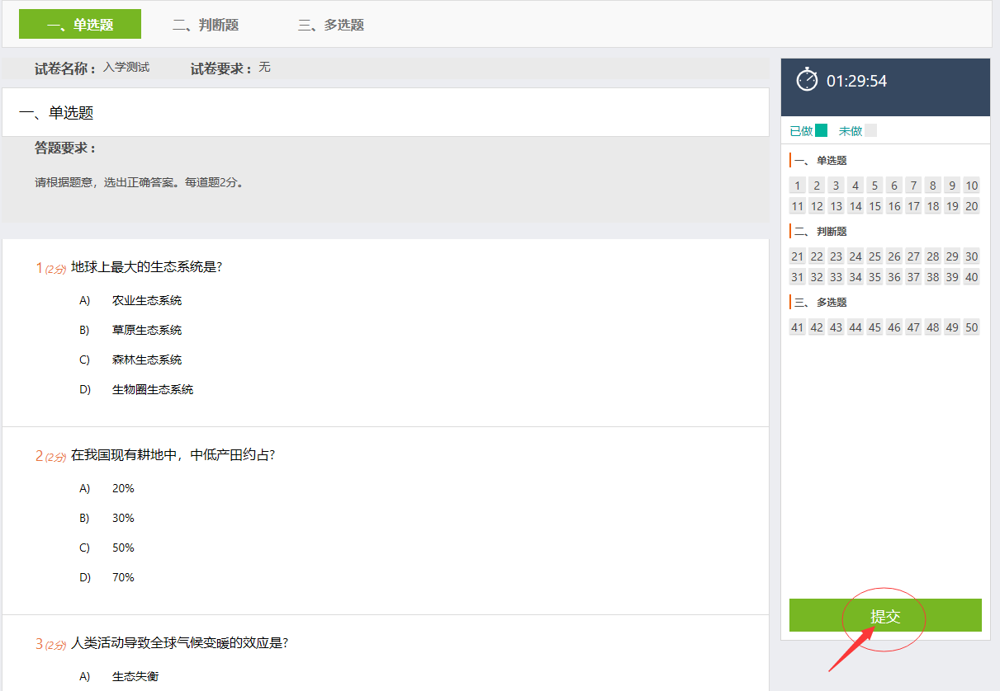 一、单选题 二、判断题 三、多选题
试卷名称： 入学测试 试卷要求： 无
一、单选题
答题要求：
请根据题意，选出正确答案。每道题2分。
1 (2分) 地球上最大的生态系统是?
A) 农业生态系统
B) 草原生态系统
C) 森林生态系统
D) 生物圈生态系统
2 (2分) 在我国现有耕地中，中低产田约占?
A) 20%
B) 30%
C) 50%
D) 70%
3 (2分) 人类活动导致全球气候变暖的效应是?
A) 生态失衡
01:29:54
已做 未做
一、 单选题
1 2 3 4 5 6 7 8 9 10
11 12 13 14 15 16 17 18 19 20
二、 判断题
21 22 23 24 25 26 27 28 29 30
31 32 33 34 35 36 37 38 39 40
三、 多选题
41 42 43 44 45 46 47 48 49 50
提交